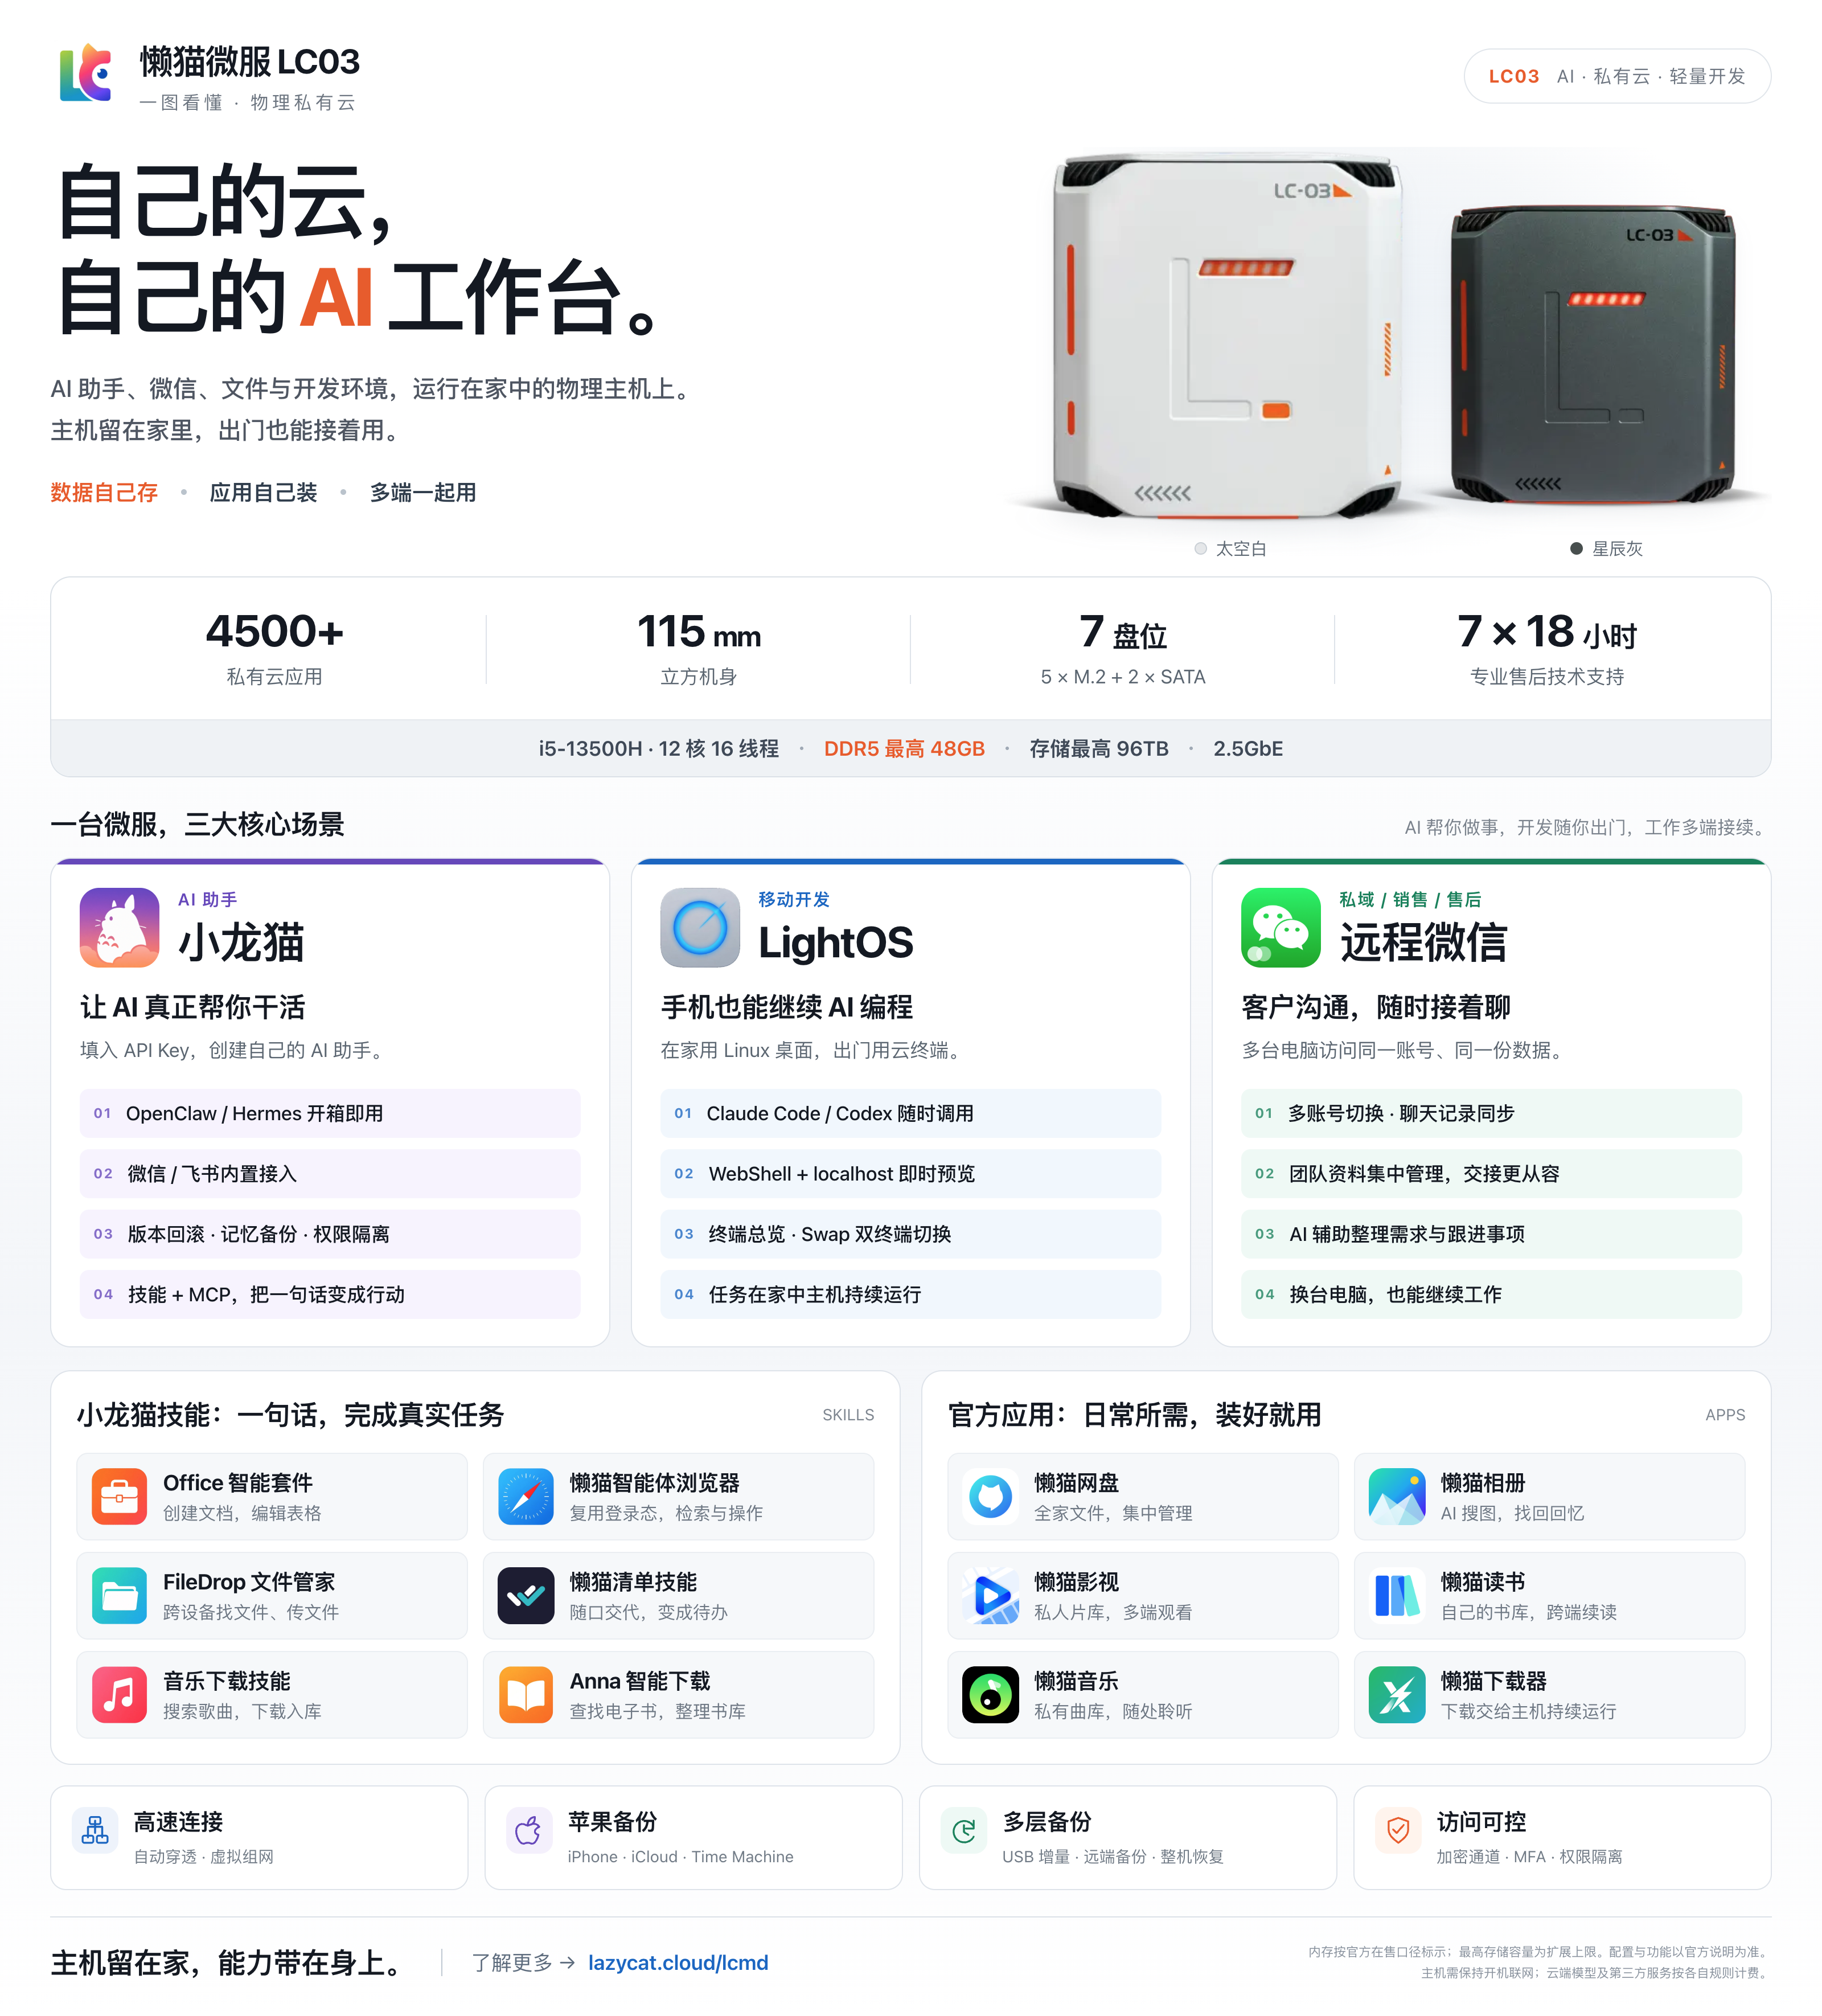 懒猫微服 LC03
一图看懂 · 物理私有云
LC03 AI · 私有云 · 轻量开发
自己的云，
自己的 AI 工作台。
AI 助手、微信、文件与开发环境，运行在家中的物理主机上。
主机留在家里，出门也能接着用。
数据自己存 • 应用自己装 • 多端一起用
LC-03
LC-03
太空白
星辰灰
4500+
私有云应用
115 mm
立方机身
7 盘位
5 × M.2 + 2 × SATA
7 × 18 小时
专业售后技术支持
i5-13500H · 12 核 16 线程 · DDR5 最高 48GB · 存储最高 96TB · 2.5GbE
一台微服，三大核心场景
AI 帮你做事，开发随你出门，工作多端接续。
AI 助手
小龙猫
让 AI 真正帮你干活
填入 API Key，创建自己的 AI 助手。
01 OpenClaw / Hermes 开箱即用
02 微信 / 飞书内置接入
03 版本回滚 · 记忆备份 · 权限隔离
04 技能 + MCP，把一句话变成行动
移动开发
LightOS
手机也能继续 AI 编程
在家用 Linux 桌面，出门用云终端。
01 Claude Code / Codex 随时调用
02 WebShell + localhost 即时预览
03 终端总览 · Swap 双终端切换
04 任务在家中主机持续运行
私域 / 销售 / 售后
远程微信
客户沟通，随时接着聊
多台电脑访问同一账号、同一份数据。
01 多账号切换 · 聊天记录同步
02 团队资料集中管理，交接更从容
03 AI 辅助整理需求与跟进事项
04 换台电脑，也能继续工作
小龙猫技能：一句话，完成真实任务
SKILLS
Office 智能套件
创建文档，编辑表格
懒猫智能体浏览器
复用登录态，检索与操作
FileDrop 文件管家
跨设备找文件、传文件
懒猫清单技能
随口交代，变成待办
音乐下载技能
搜索歌曲，下载入库
Anna 智能下载
查找电子书，整理书库
官方应用：日常所需，装好就用
APPS
懒猫网盘
全家文件，集中管理
懒猫相册
AI 搜图，找回回忆
懒猫影视
私人片库，多端观看
懒猫读书
自己的书库，跨端续读
懒猫音乐
私有曲库，随处聆听
懒猫下载器
下载交给主机持续运行
高速连接
自动穿透 · 虚拟组网
苹果备份
iPhone · iCloud · Time Machine
多层备份
USB 增量 · 远端备份 · 整机恢复
访问可控
加密通道 · MFA · 权限隔离
主机留在家，能力带在身上。
了解更多 → lazycat.cloud/lcmd
内存按官方在售口径标示；最高存储容量为扩展上限。配置与功能以官方说明为准。
主机需保持开机联网；云端模型及第三方服务按各自规则计费。